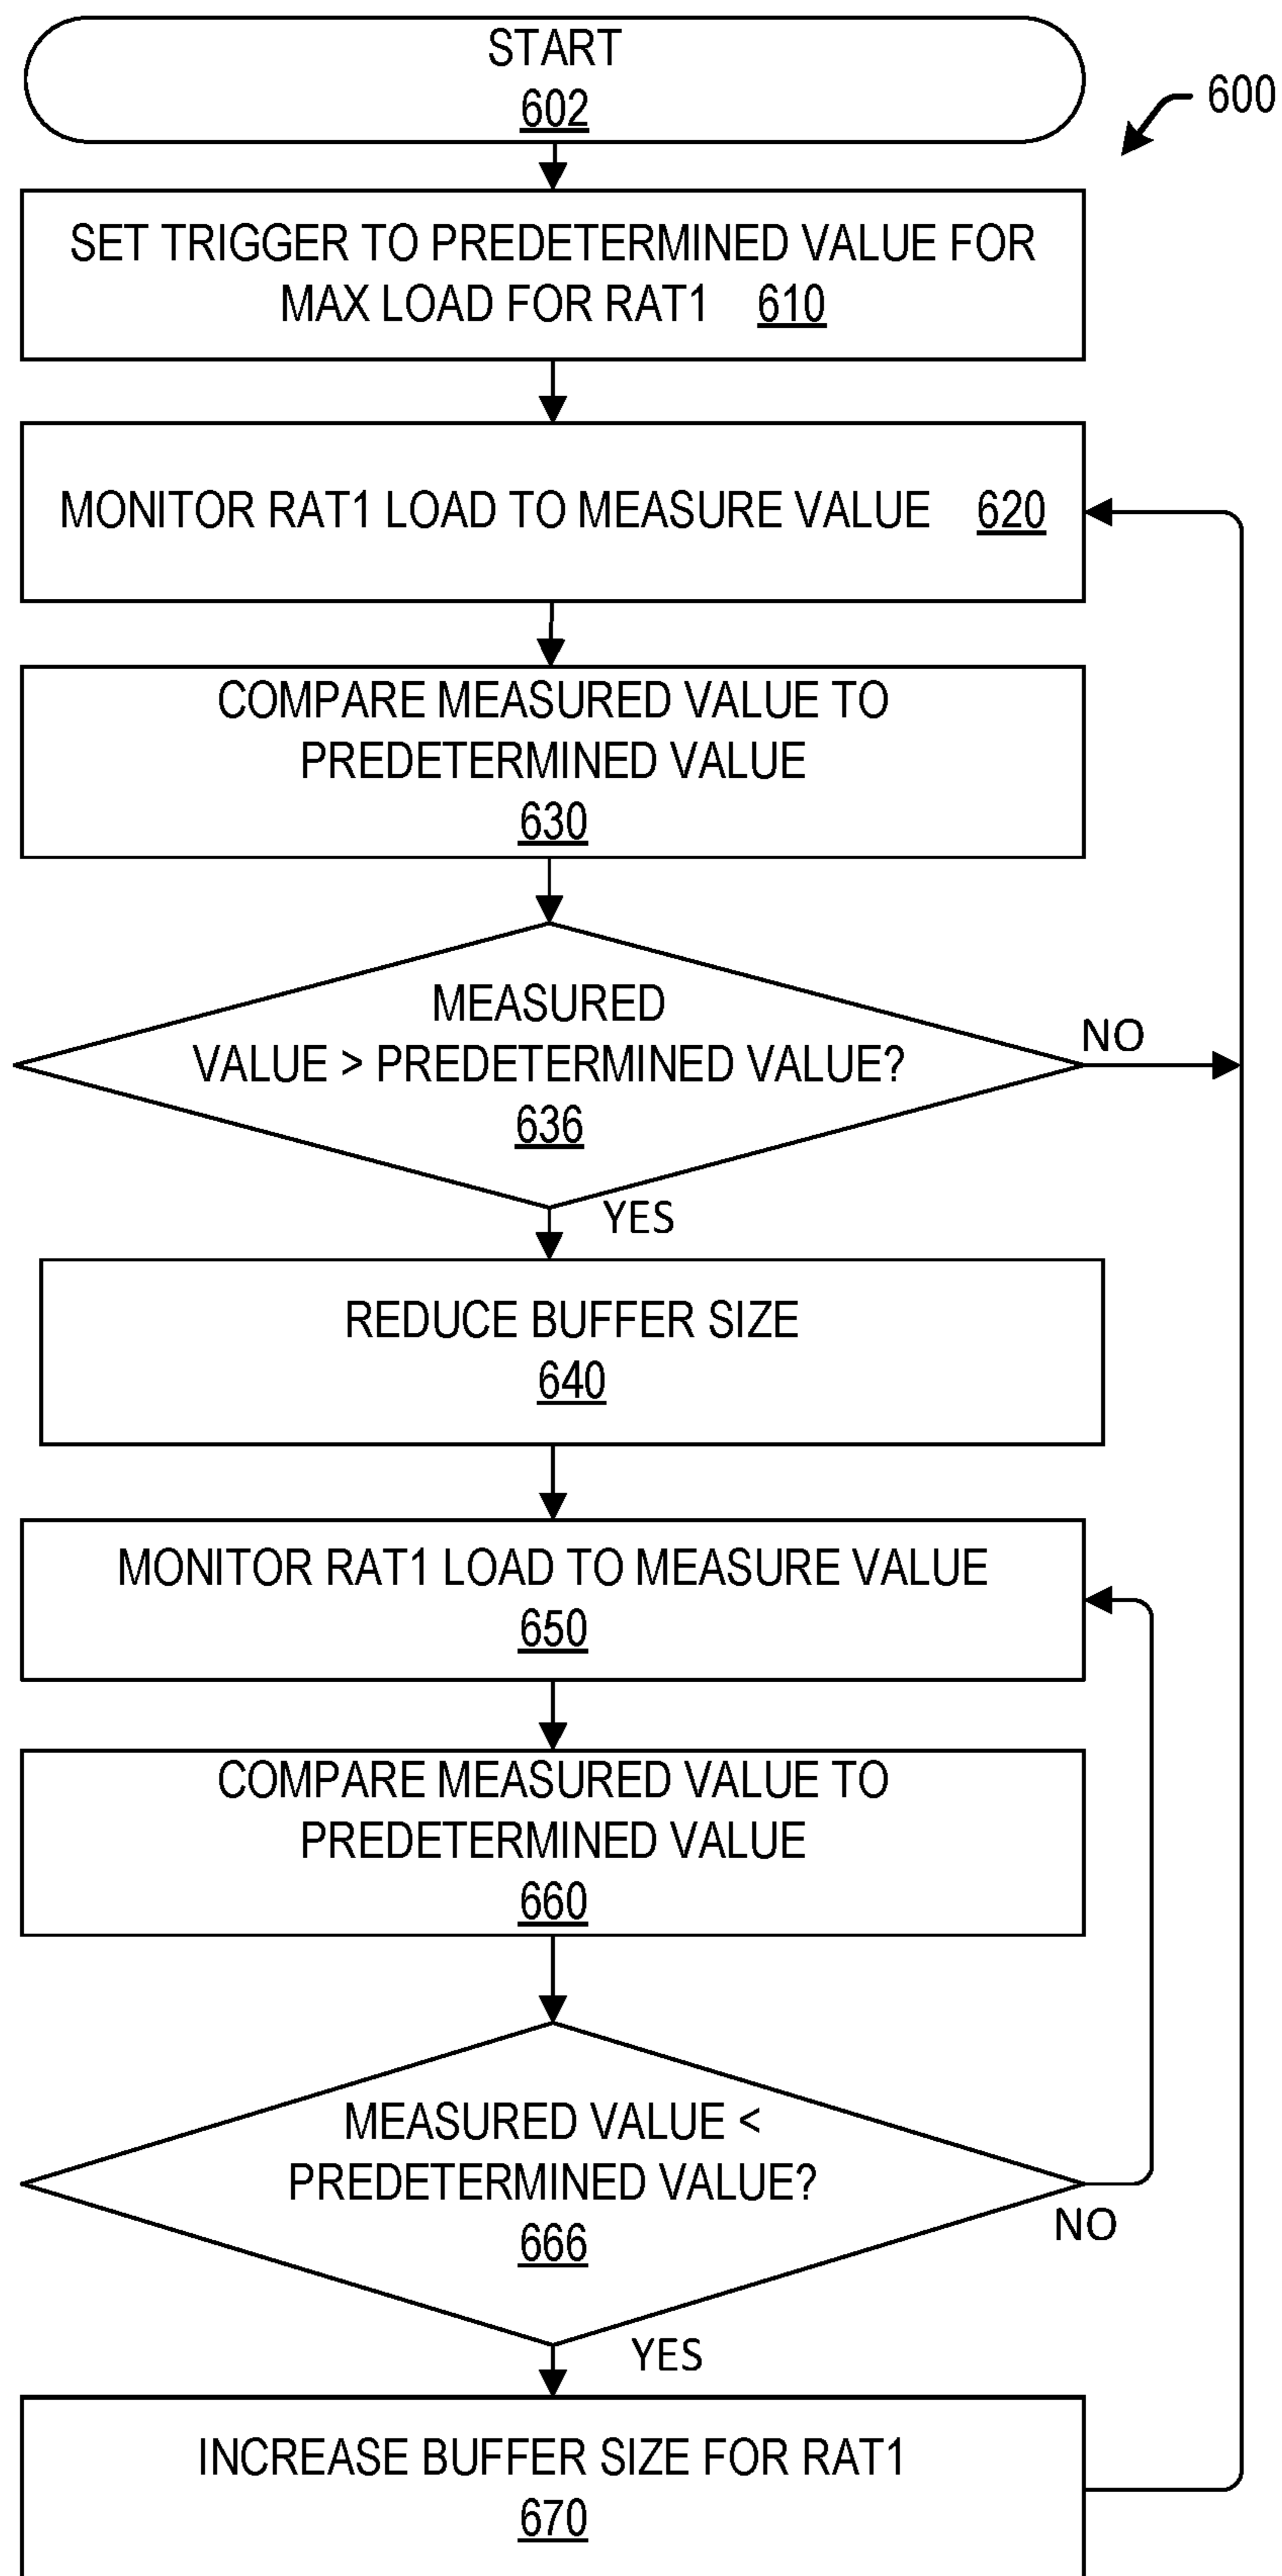 START
602
600
SET TRIGGER TO PREDETERMINED VALUE FOR
MAX LOAD FOR RAT1 610
MONITOR RAT1 LOAD TO MEASURE VALUE 620
COMPARE MEASURED VALUE TO
PREDETERMINED VALUE
630
MEASURED
VALUE > PREDETERMINED VALUE?
636
NO
YES
REDUCE BUFFER SIZE
640
MONITOR RAT1 LOAD TO MEASURE VALUE
650
COMPARE MEASURED VALUE TO
PREDETERMINED VALUE
660
MEASURED VALUE <
PREDETERMINED VALUE?
666
NO
YES
INCREASE BUFFER SIZE FOR RAT1
670